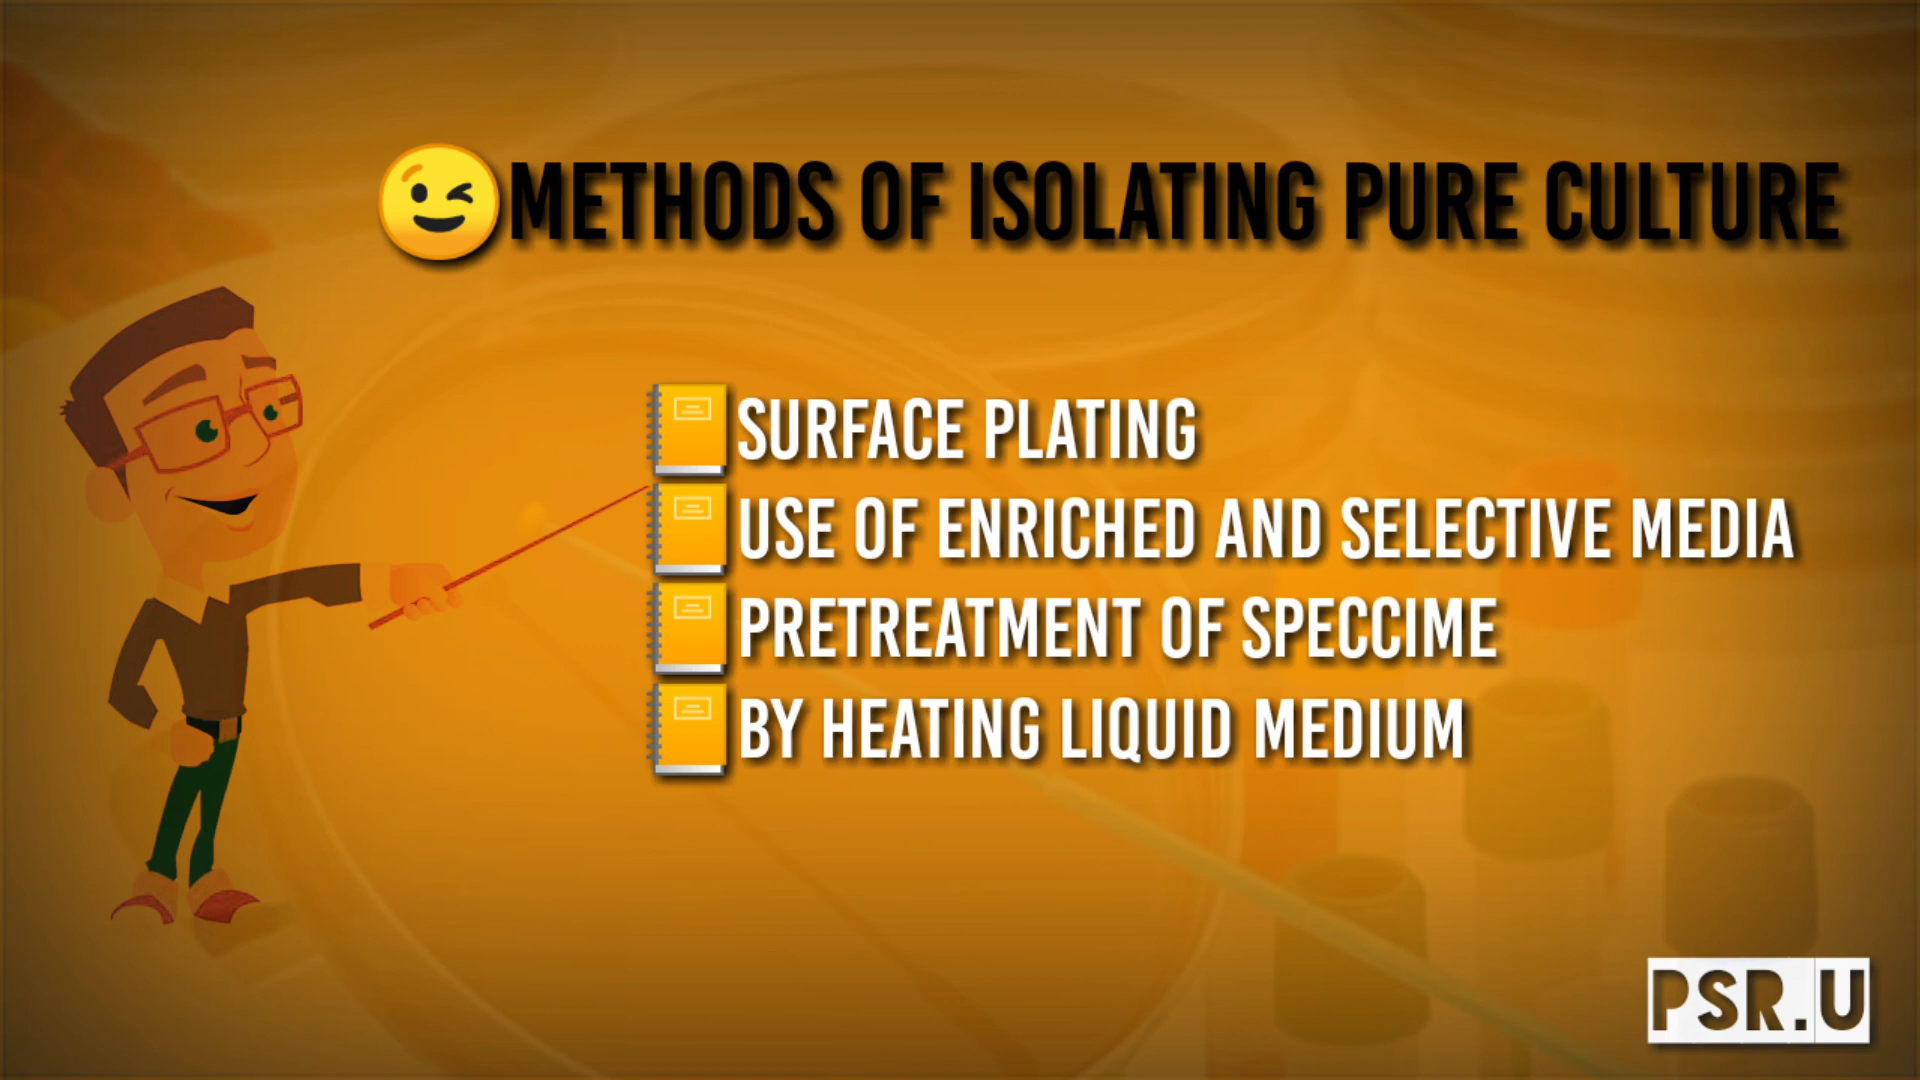 😉METHODS OF ISOLATING PURE CULTURE
📒SURFACE PLATING
📒USE OF ENRICHED AND SELECTIVE MEDIA
📒PRETREATMENT OF SPECCIME
📒BY HEATING LIQUID MEDIUM
PSR.U